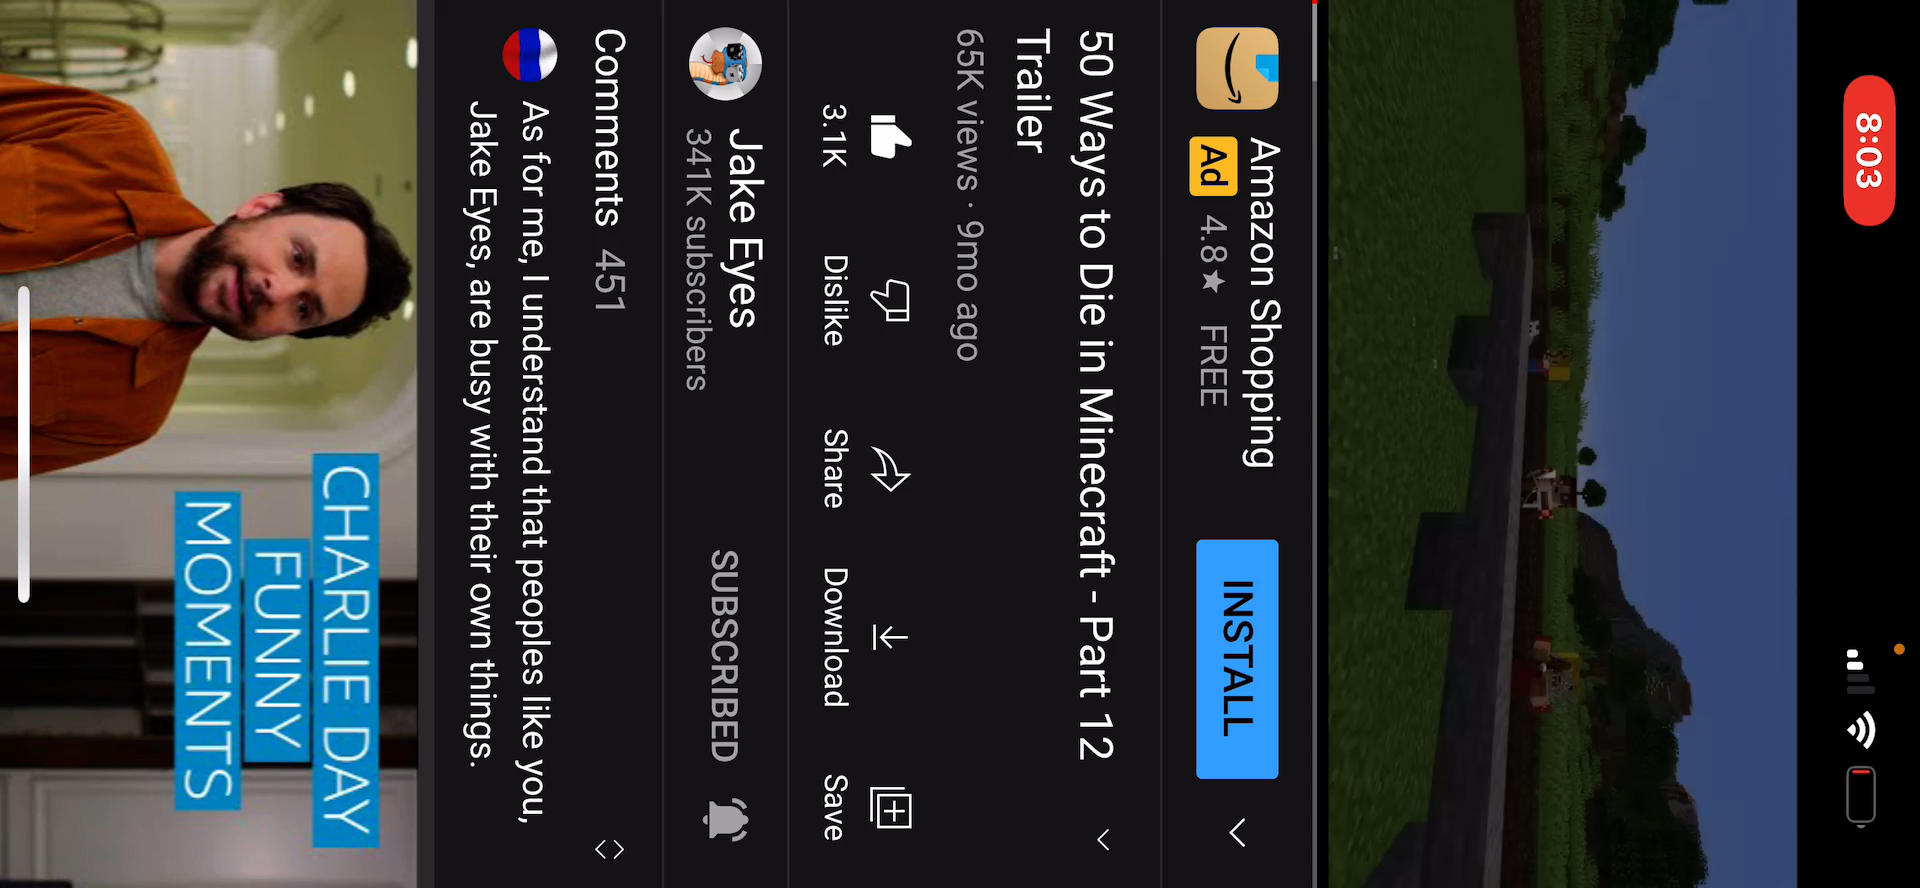 8:03
Amazon Shopping
Ad 4.8★ FREE
INSTALL
50 Ways to Die in Minecraft - Part 12
Trailer
65K views · 9mo ago
3.1K Dislike Share Download Save
Jake Eyes
341K subscribers
SUBSCRIBED
Comments 451
As for me, I understand that peoples like you,
Jake Eyes, are busy with their own things.
CHARLIE DAY
FUNNY
MOMENTS